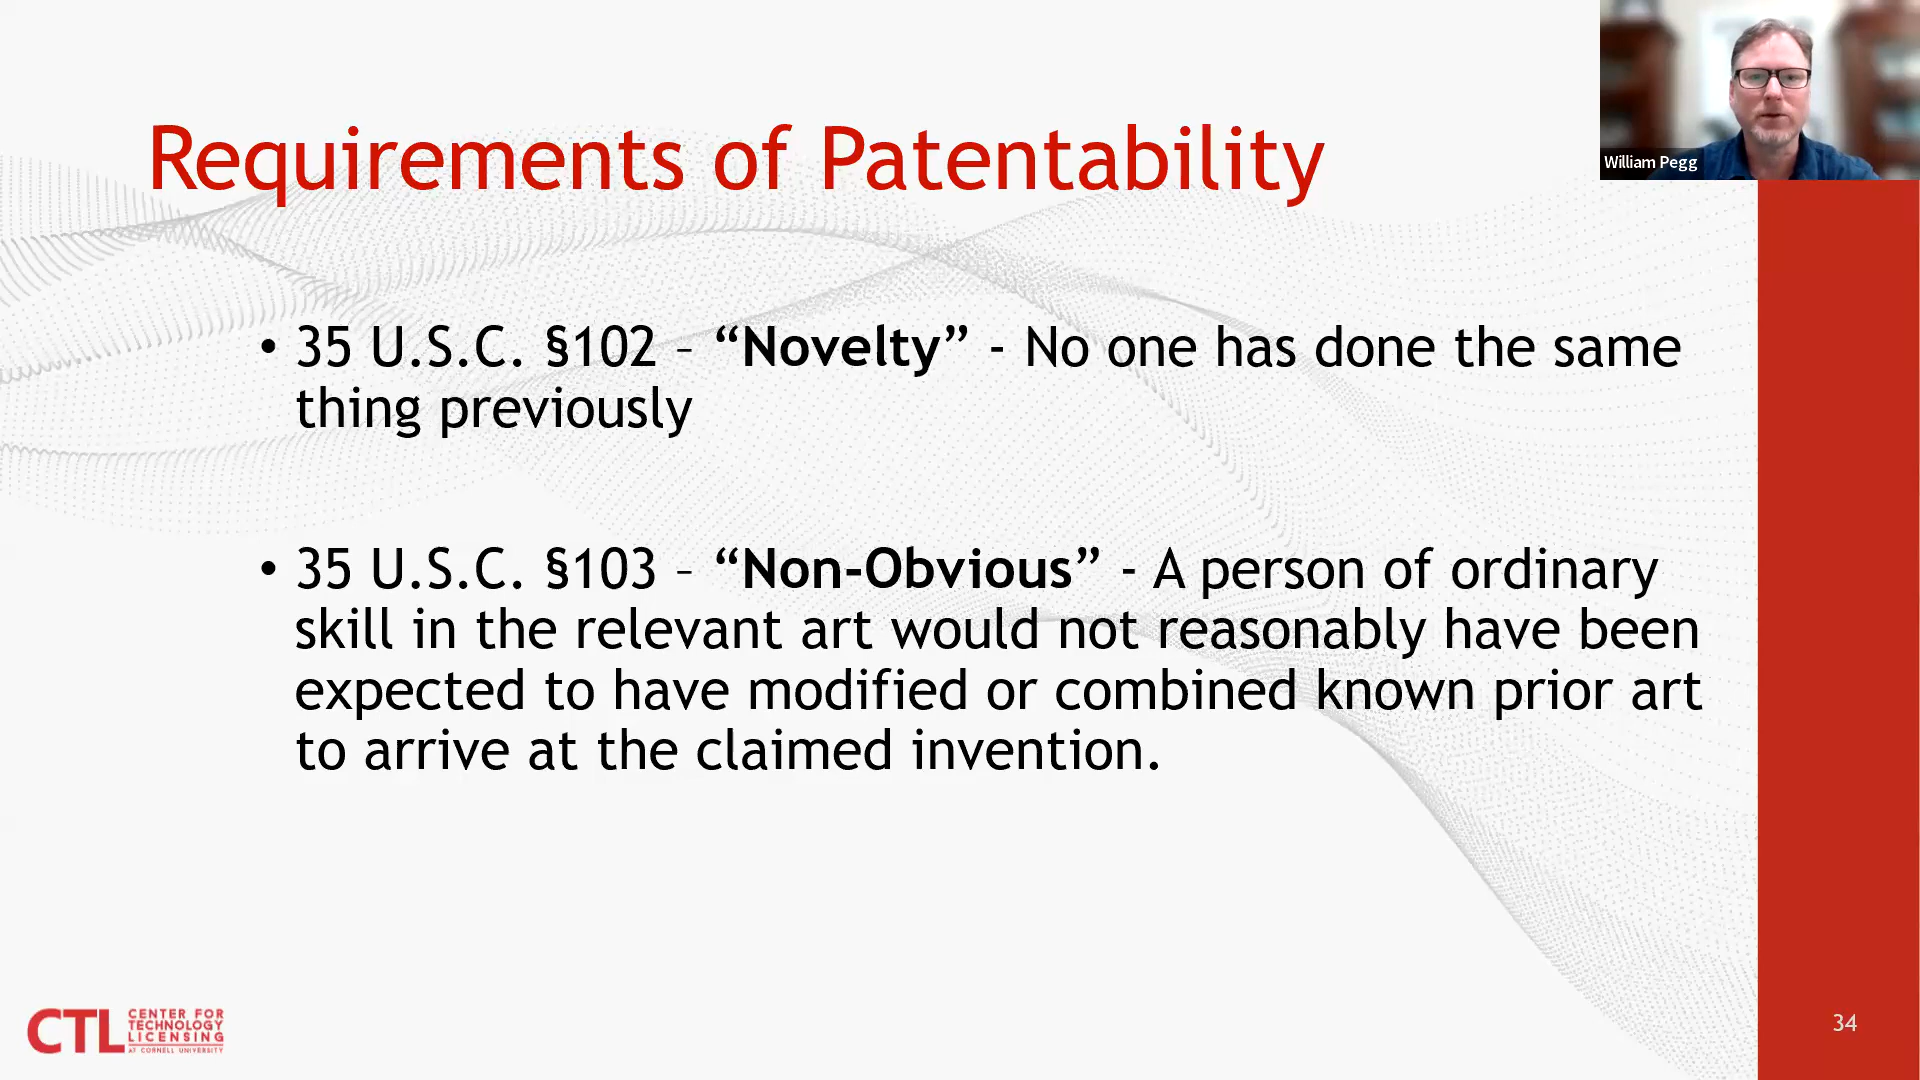 William Pegg
Requirements of Patentability
• 35 U.S.C. §102 – “Novelty” - No one has done the same
thing previously
• 35 U.S.C. §103 – “Non-Obvious” - A person of ordinary
skill in the relevant art would not reasonably have been
expected to have modified or combined known prior art
to arrive at the claimed invention.
CTL
CENTER FOR
TECHNOLOGY
LICENSING
AT CORNELL UNIVERSITY
34